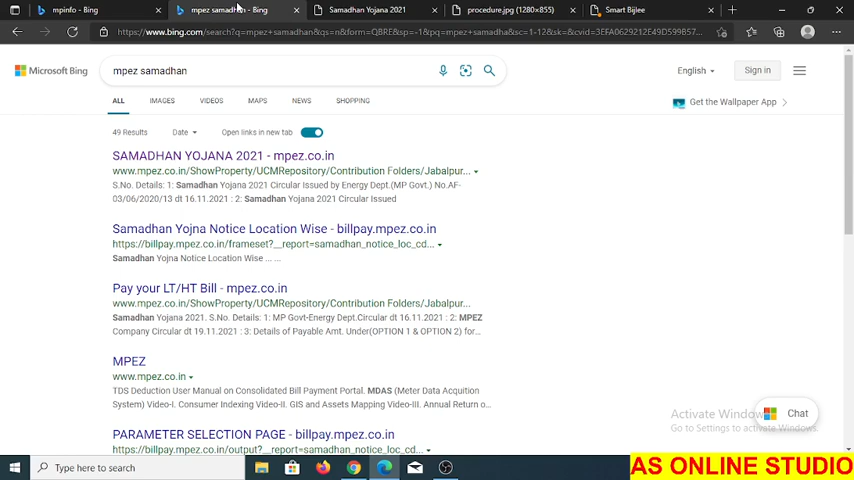 mpinfo - Bing
mpez samadhan - Bing
Samadhan Yojana 2021
procedure.jpg (1280×855)
Smart Bijlee
https://www.bing.com/search?q=mpez+samadhan&qs=n&form=QBRE&sp=-1&pq=mpez+samadha&sc=1-12&sk=&cvid=3EFA0629212E49D599B57...
Microsoft Bing
mpez samadhan
English
Sign in
ALL
IMAGES
VIDEOS
MAPS
NEWS
SHOPPING
Get the Wallpaper App
49 Results
Date
Open links in new tab
SAMADHAN YOJANA 2021 - mpez.co.in
www.mpez.co.in/ShowProperty/UCMRepository/Contribution Folders/Jabalpur...
S.No. Details: 1: Samadhan Yojana 2021 Circular Issued by Energy Dept.(MP Govt.) No.AF-
03/06/2020/13 dt 16.11.2021 : 2: Samadhan Yojana 2021 Circular Issued
Samadhan Yojna Notice Location Wise - billpay.mpez.co.in
https://billpay.mpez.co.in/frameset?__report=samadhan_notice_loc_cd...
Samadhan Yojna Notice Location Wise ... ...
Pay your LT/HT Bill - mpez.co.in
www.mpez.co.in/ShowProperty/UCMRepository/Contribution Folders/Jabalpur...
Samadhan Yojana 2021. S.No. Details: 1: MP Govt-Energy Dept.Circular dt 16.11.2021 : 2: MPEZ
Company Circular dt 19.11.2021 : 3: Details of Payable Amt. Under(OPTION 1 & OPTION 2) for...
MPEZ
www.mpez.co.in
TDS Deduction User Manual on Consolidated Bill Payment Portal. MDAS (Meter Data Acquition
System) Video-I. Consumer Indexing Video-II. GIS and Assets Mapping Video-III. Annual Return o...
Activate Windows
Go to Settings to activate Windows.
Chat
PARAMETER SELECTION PAGE - billpay.mpez.co.in
https://billpay.mpez.co.in/output?__report=samadhan_notice_loc_cd...
Type here to search
AS ONLINE STUDIO